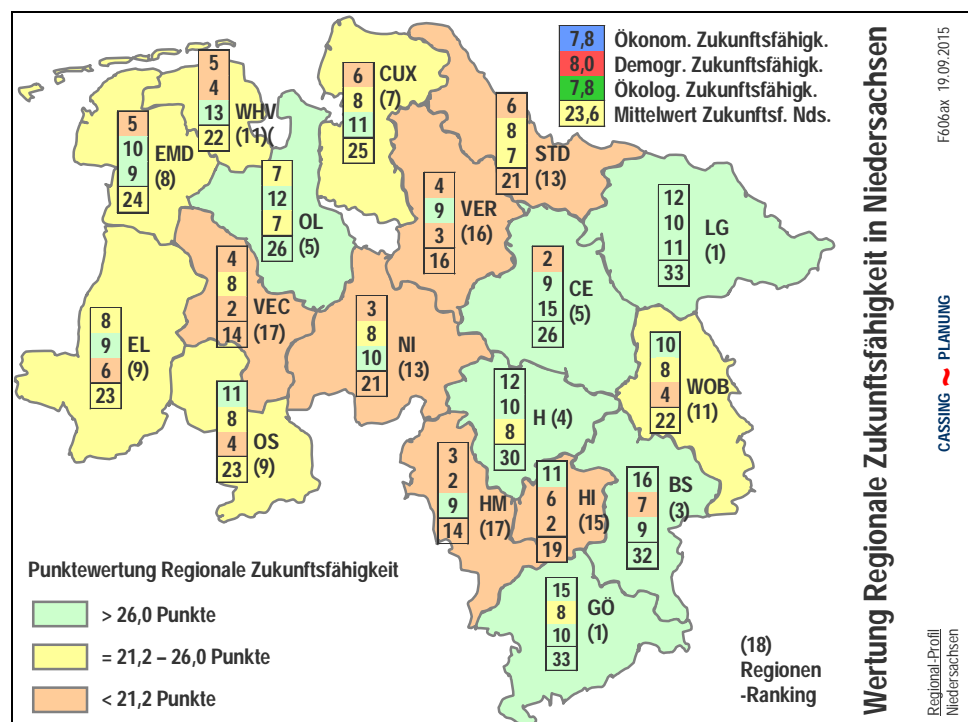 7,8 Ökonom. Zukunftsfähigk.
8,0 Demogr. Zukunftsfähigk.
7,8 Ökolog. Zukunftsfähigk.
23,6 Mittelwert Zukunftsf. Nds.
5
4
13
22
WHV
(11)(
6
8
11
25
CUX
(7)
5
10
9
24
EMD
(8)
6
8
7
21
STD
(13)
7
12
7
26
OL
(5)
4
9
3
16
VER
(16)
12
10
11
33
LG
(1)
4
8
2
14
VEC
(17)
2
9
15
26
CE
(5)
8
9
6
23
EL
(9)
3
8
10
21
NI
(13)
10
8
4
22
WOB
(11)
11
8
4
23
OS
(9)
12
10
8
30
H (4)
3
2
9
14
HM
(17)
11
6
2
19
HI
(15)
16
7
9
32
BS
(3)
15
8
10
33
GÖ
(1)
Punktewertung Regionale Zukunftsfähigkeit
> 26,0 Punkte
= 21,2 – 26,0 Punkte
< 21,2 Punkte
(18)
Regionen
-Ranking
Wertung Regionale Zukunftsfähigkeit in Niedersachsen
F606ax 19.09.2015
CASSING ~ PLANUNG
Regional-Profil
Niedersachsen